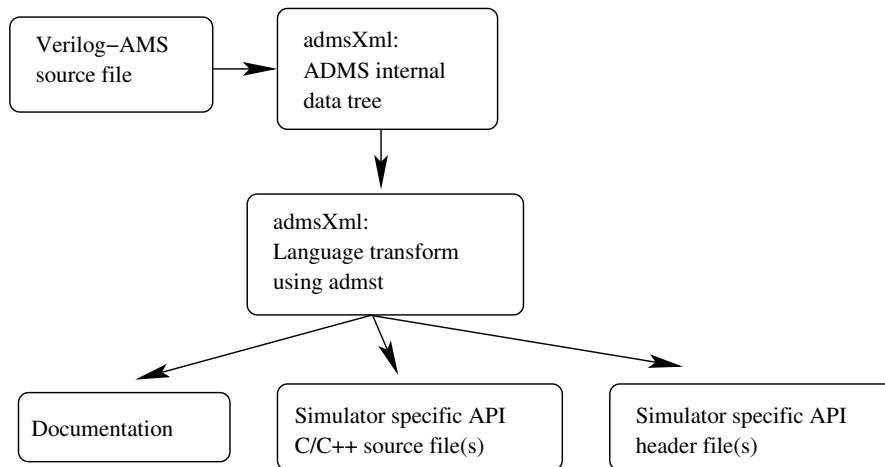 Verilog−AMS
source file
admsXml:
ADMS internal
data tree
admsXml:
Language transform
using admst
Documentation
Simulator specific API
C/C++ source file(s)
Simulator specific API
header file(s)